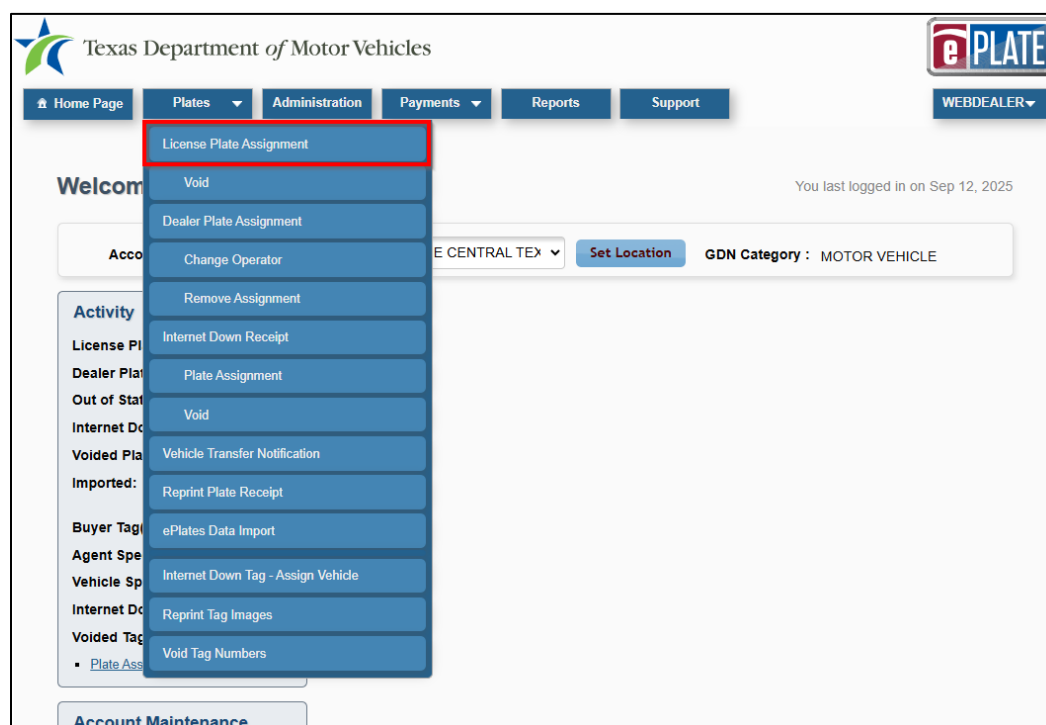 Texas Department of Motor Vehicles
e PLATE
Home Page Plates Administration Payments Reports Support WEBDEALER
License Plate Assignment
Void
Dealer Plate Assignment
Change Operator
Remove Assignment
Internet Down Receipt
Plate Assignment
Void
Vehicle Transfer Notification
Reprint Plate Receipt
ePlates Data Import
Internet Down Tag - Assign Vehicle
Reprint Tag Images
Void Tag Numbers
Welcom
You last logged in on Sep 12, 2025
Acco E CENTRAL TEX Set Location GDN Category : MOTOR VEHICLE
Activity
License Pl
Dealer Plat
Out of Stat
Internet Do
Voided Pla
Imported:
Buyer Tag(
Agent Spe
Vehicle Sp
Internet Do
Voided Tag
Plate Ass
Account Maintenance